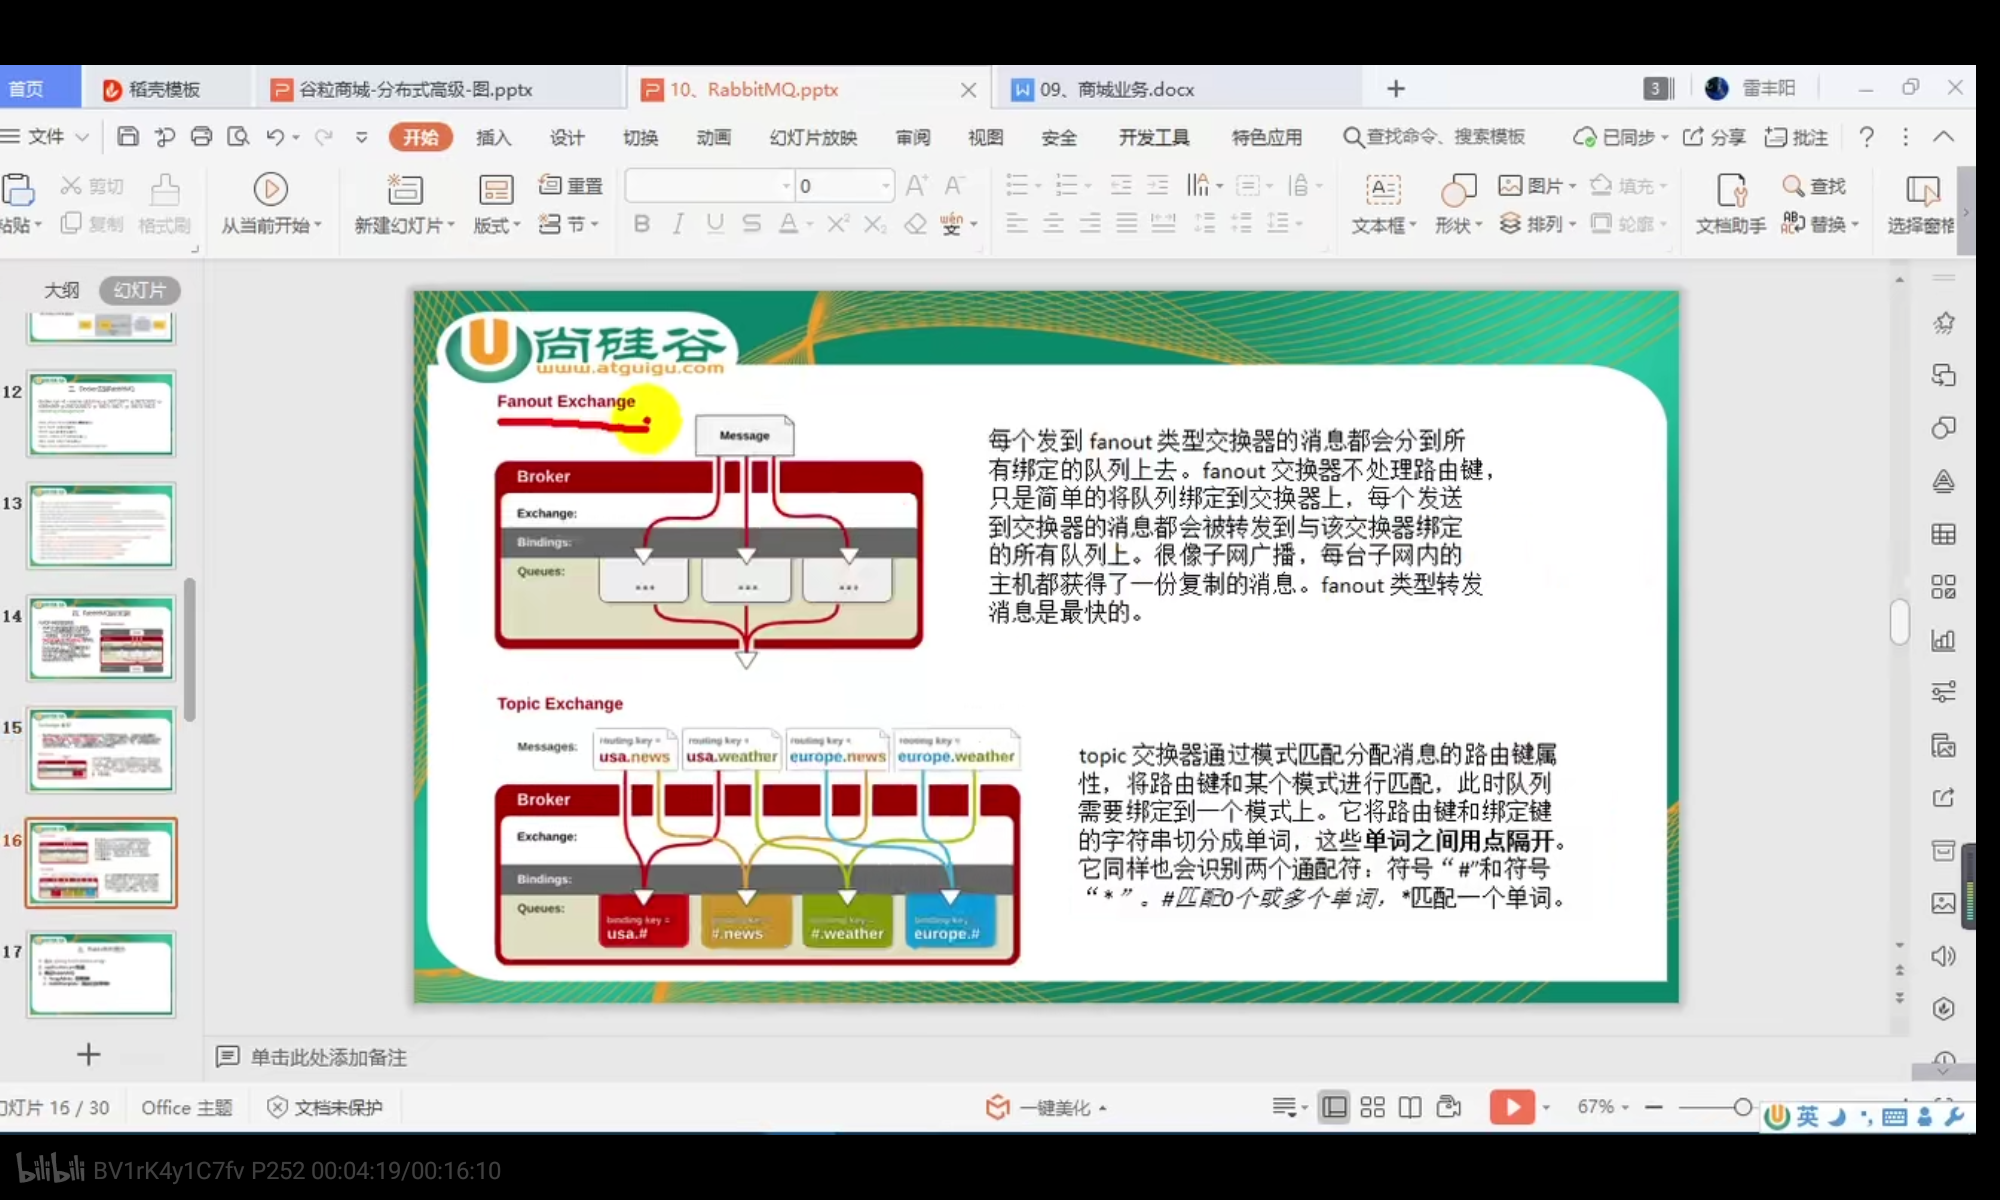 首页
稻壳模板
谷粒商城-分布式高级-图.pptx
10、RabbitMQ.pptx
09、商城业务.docx
3
雷丰阳
文件
开始
插入
设计
切换
动画
幻灯片放映
审阅
视图
安全
开发工具
特色应用
查找命令、搜索模板
已同步
分享
批注
粘贴
剪切
复制
格式刷
从当前开始
新建幻灯片
版式
重置
节
0
文本框
形状
图片
排列
填充
轮廓
文档助手
查找
替换
选择窗格
大纲
幻灯片
12
13
14
15
16
17
尚硅谷
www.atguigu.com
Fanout Exchange
Message
Broker
Exchange:
Bindings:
Queues:
每个发到 fanout 类型交换器的消息都会分到所
有绑定的队列上去。fanout 交换器不处理路由键，
只是简单的将队列绑定到交换器上，每个发送
到交换器的消息都会被转发到与该交换器绑定
的所有队列上。很像子网广播，每台子网内的
主机都获得了一份复制的消息。fanout 类型转发
消息是最快的。
Topic Exchange
Messages:
routing key =
usa.news
routing key =
usa.weather
routing key =
europe.news
routing key =
europe.weather
Broker
Exchange:
Bindings:
Queues:
binding key =
usa.#
#.news
#.weather
europe.#
topic 交换器通过模式匹配分配消息的路由键属
性，将路由键和某个模式进行匹配，此时队列
需要绑定到一个模式上。它将路由键和绑定键
的字符串切分成单词，这些单词之间用点隔开。
它同样也会识别两个通配符：符号“#”和符号
“*”。#匹配0个或多个单词，*匹配一个单词。
单击此处添加备注
幻灯片 16 / 30
Office 主题
文档未保护
一键美化
67%
英
bilibili BV1rK4y1C7fv P252 00:04:19/00:16:10